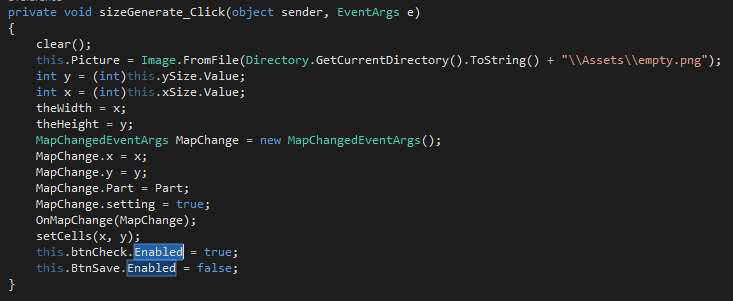 private void sizeGenerate_Click(object sender, EventArgs e)
{
clear();
this.Picture = Image.FromFile(Directory.GetCurrentDirectory().ToString() + "\\Assets\\empty.png");
int y = (int)this.ySize.Value;
int x = (int)this.xSize.Value;
theWidth = x;
theHeight = y;
MapChangedEventArgs MapChange = new MapChangedEventArgs();
MapChange.x = x;
MapChange.y = y;
MapChange.Part = Part;
MapChange.setting = true;
OnMapChange(MapChange);
setCells(x, y);
this.btnCheck.Enabled = true;
this.BtnSave.Enabled = false;
}